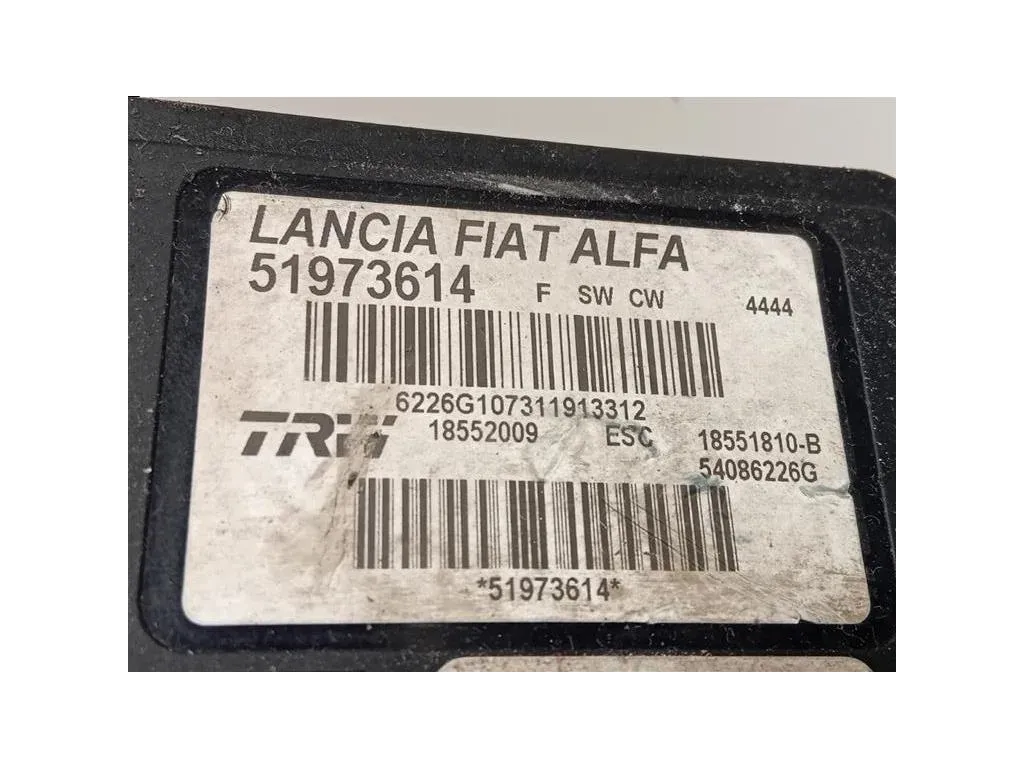 LANCIA FIAT ALFA
51973614 F SW CW 4444
6226G107311913312
TRW 18552009 ESC 18551810-B
54086226G
*51973614*